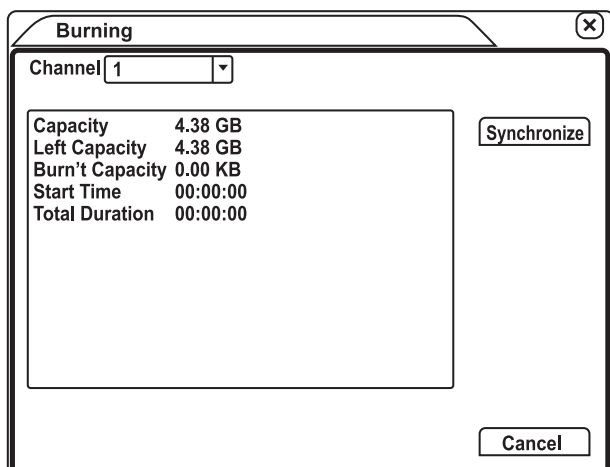 Burning
Channel 1
Capacity 4.38 GB
Left Capacity 4.38 GB
Burn't Capacity 0.00 KB
Start Time 00:00:00
Total Duration 00:00:00
Synchronize
Cancel